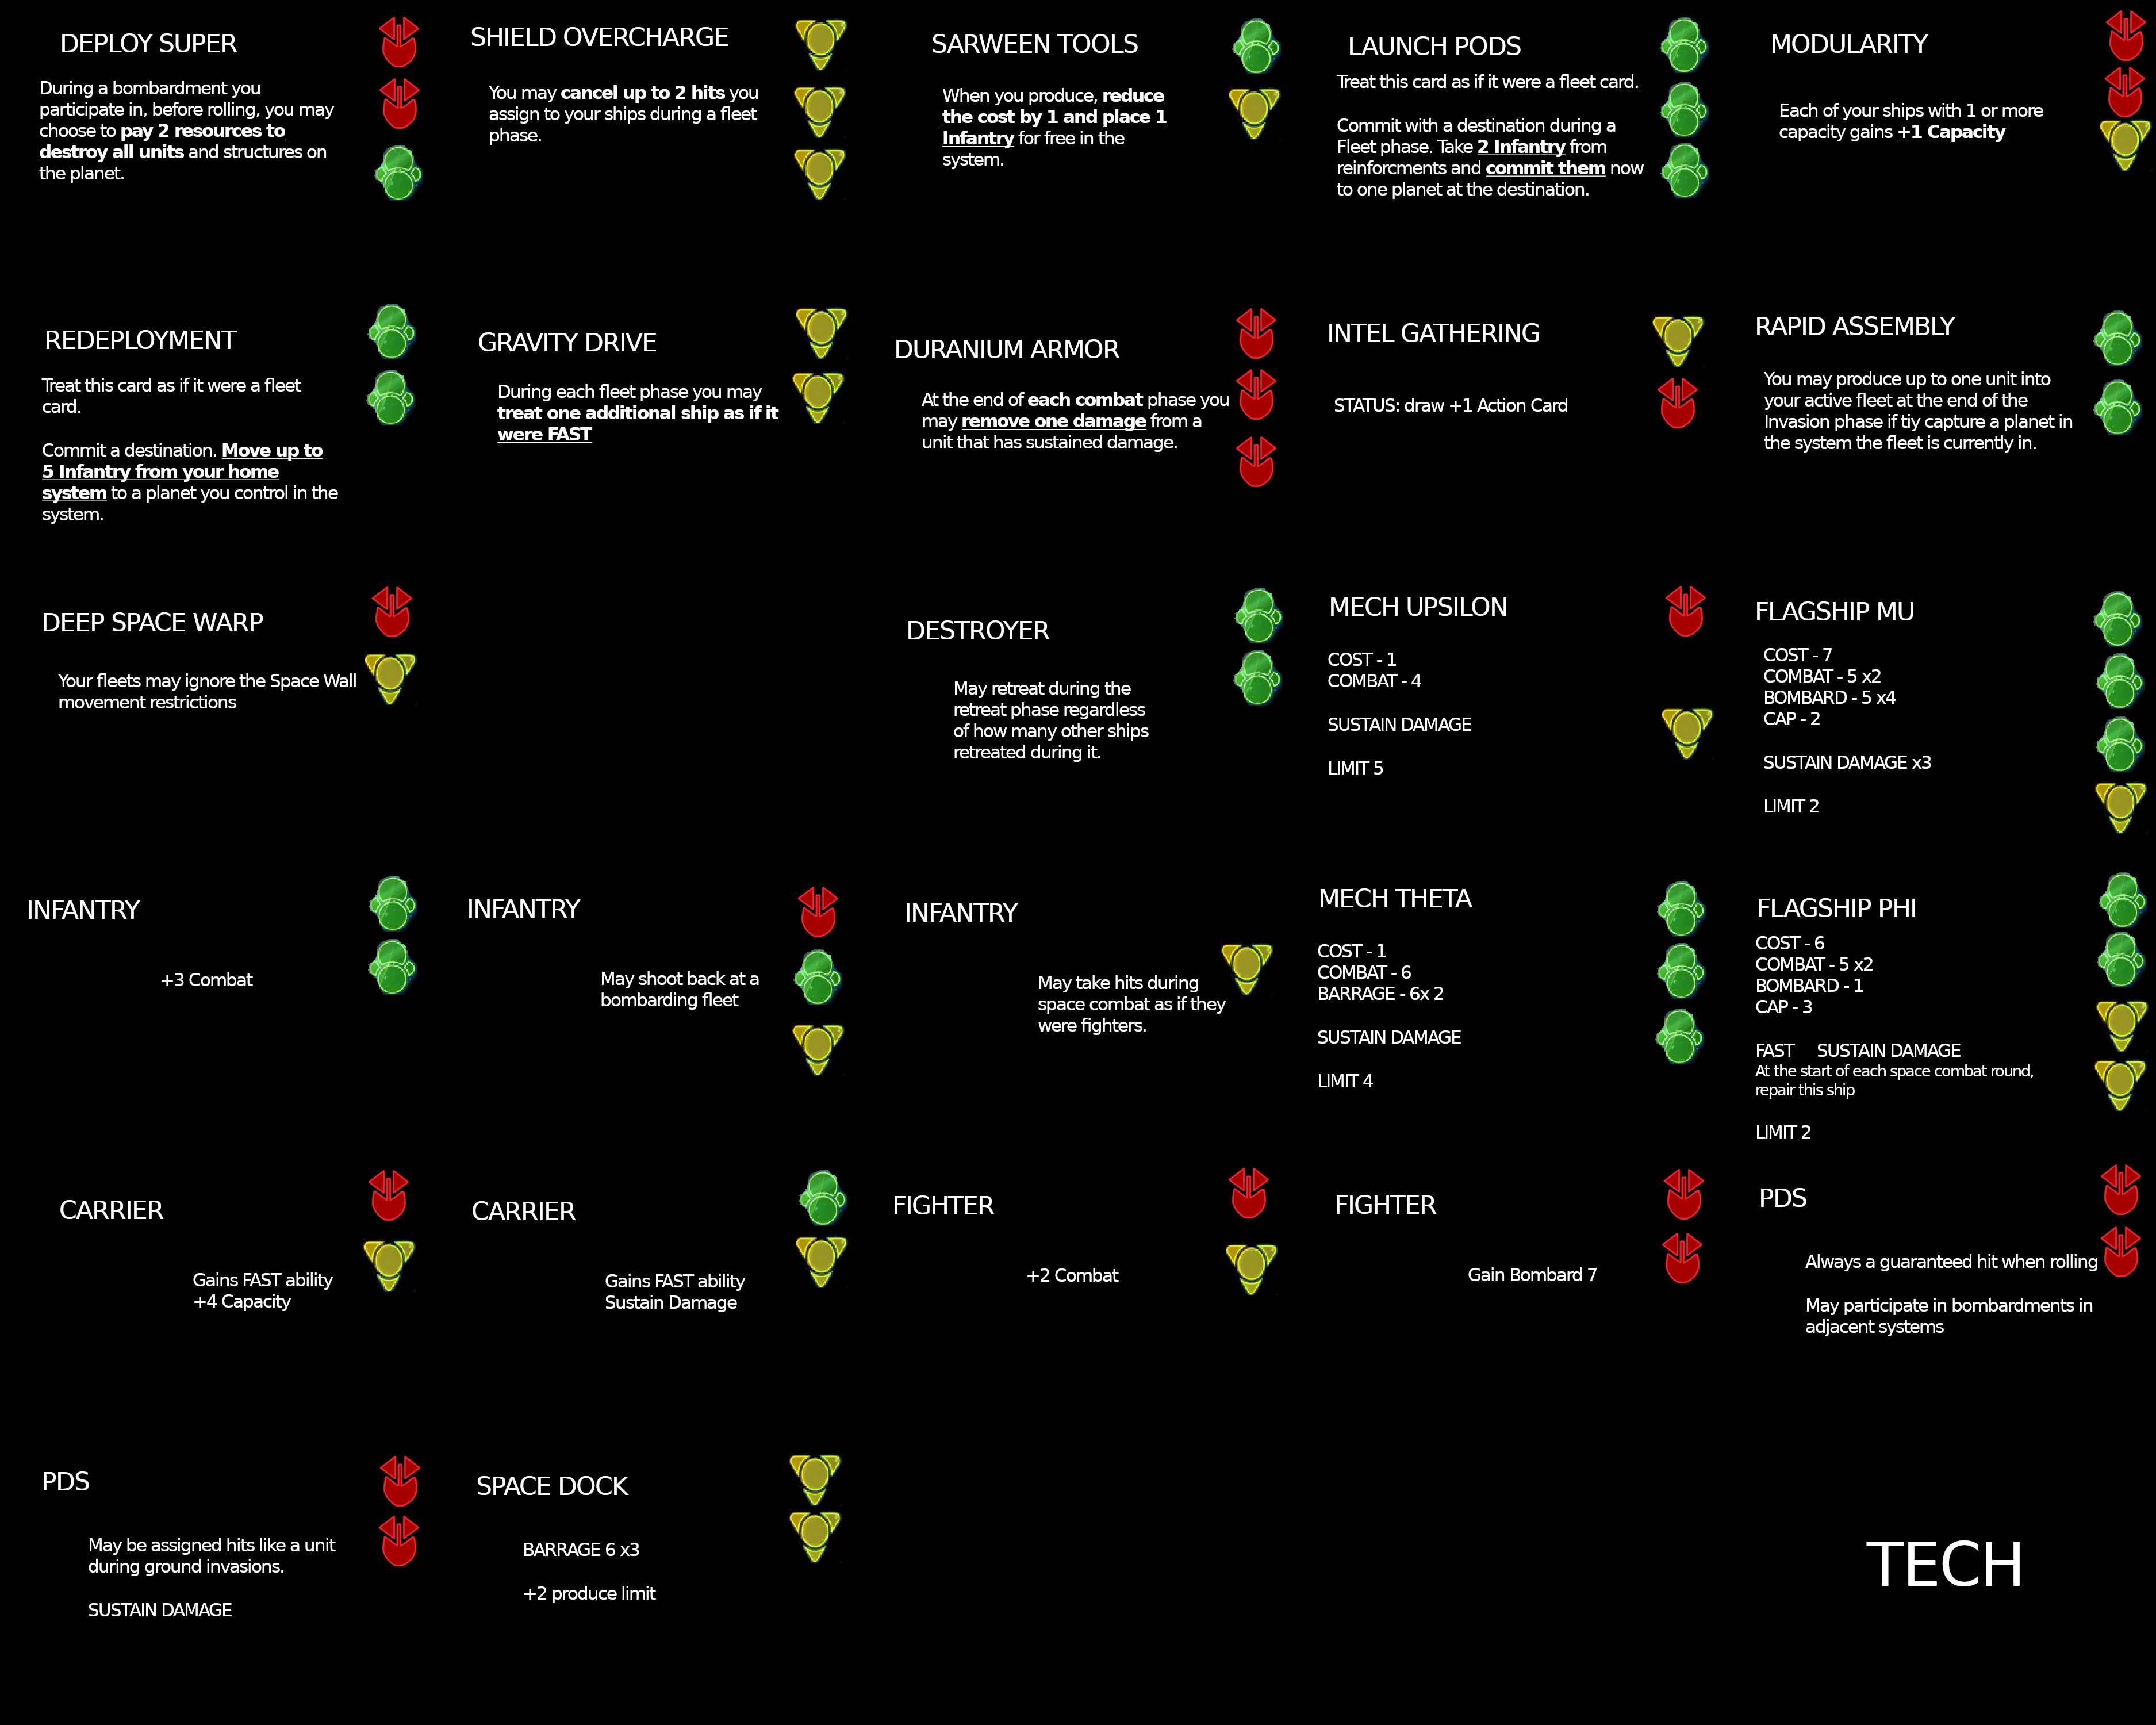 DEPLOY SUPER
During a bombardment you
participate in, before rolling, you may
choose to pay 2 resources to
destroy all units and structures on
the planet.
SHIELD OVERCHARGE
You may cancel up to 2 hits you
assign to your ships during a fleet
phase.
SARWEEN TOOLS
When you produce, reduce
the cost by 1 and place 1
Infantry for free in the
system.
LAUNCH PODS
Treat this card as if it were a fleet card.
Commit with a destination during a
Fleet phase. Take 2 Infantry from
reinforcments and commit them now
to one planet at the destination.
MODULARITY
Each of your ships with 1 or more
capacity gains +1 Capacity
REDEPLOYMENT
Treat this card as if it were a fleet
card.
Commit a destination. Move up to
5 Infantry from your home
system to a planet you control in the
system.
GRAVITY DRIVE
During each fleet phase you may
treat one additional ship as if it
were FAST
DURANIUM ARMOR
At the end of each combat phase you
may remove one damage from a
unit that has sustained damage.
INTEL GATHERING
STATUS: draw +1 Action Card
RAPID ASSEMBLY
You may produce up to one unit into
your active fleet at the end of the
Invasion phase if tiy capture a planet in
the system the fleet is currently in.
DEEP SPACE WARP
Your fleets may ignore the Space Wall
movement restrictions
DESTROYER
May retreat during the
retreat phase regardless
of how many other ships
retreated during it.
MECH UPSILON
COST - 1
COMBAT - 4
SUSTAIN DAMAGE
LIMIT 5
FLAGSHIP MU
COST - 7
COMBAT - 5 x2
BOMBARD - 5 x4
CAP - 2
SUSTAIN DAMAGE x3
LIMIT 2
INFANTRY
+3 Combat
INFANTRY
May shoot back at a
bombarding fleet
INFANTRY
May take hits during
space combat as if they
were fighters.
MECH THETA
COST - 1
COMBAT - 6
BARRAGE - 6x 2
SUSTAIN DAMAGE
LIMIT 4
FLAGSHIP PHI
COST - 6
COMBAT - 5 x2
BOMBARD - 1
CAP - 3
FAST SUSTAIN DAMAGE
At the start of each space combat round,
repair this ship
LIMIT 2
CARRIER
Gains FAST ability
+4 Capacity
CARRIER
Gains FAST ability
Sustain Damage
FIGHTER
+2 Combat
FIGHTER
Gain Bombard 7
PDS
Always a guaranteed hit when rolling
May participate in bombardments in
adjacent systems
PDS
May be assigned hits like a unit
during ground invasions.
SUSTAIN DAMAGE
SPACE DOCK
BARRAGE 6 x3
+2 produce limit
TECH